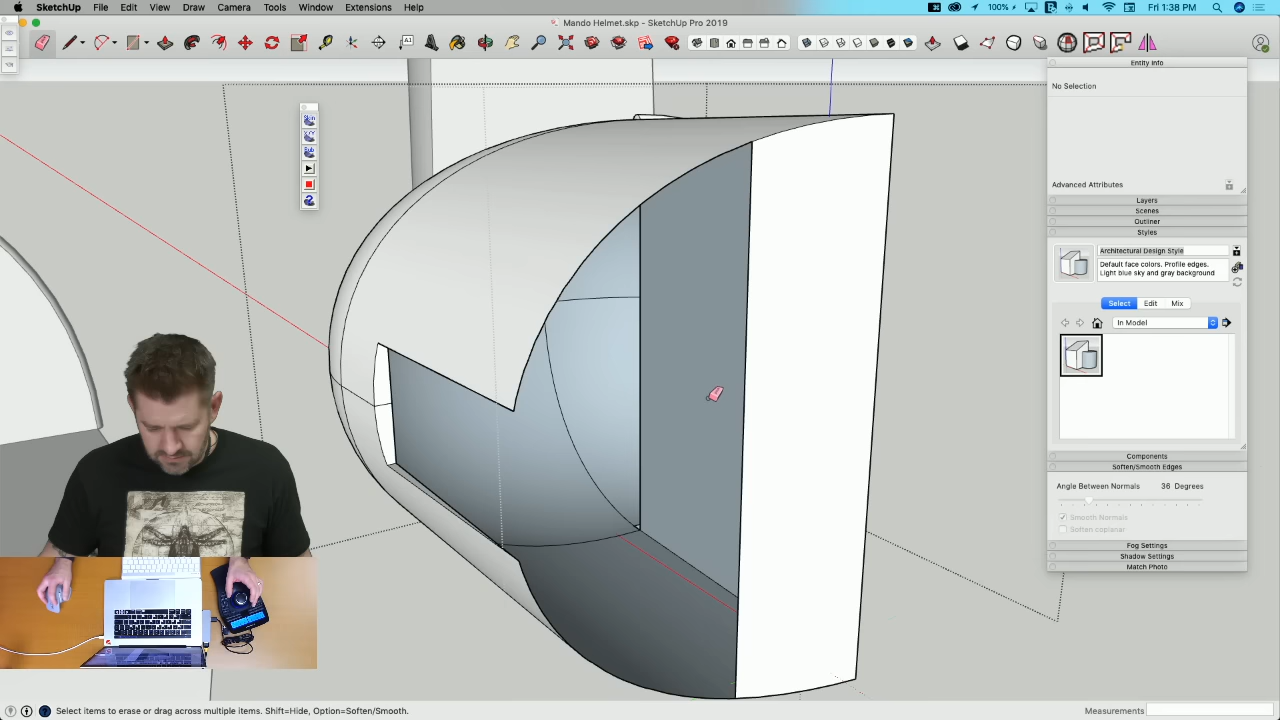 SketchUp File Edit View Draw Camera Tools Window Extensions Help
100% Fri 1:38 PM
Mando Helmet.skp - SketchUp Pro 2019
Entity Info
No Selection
Advanced Attributes
Layers
Scenes
Outliner
Styles
Architectural Design Style
Default face colors. Profile edges.
Light blue sky and gray background
Select Edit Mix
In Model
Components
Soften/Smooth Edges
Angle Between Normals 36 Degrees
Smooth Normals
Soften coplanar
Fog Settings
Shadow Settings
Match Photo
Select items to erase or drag across multiple items. Shift=Hide, Option=Soften/Smooth.
Measurements